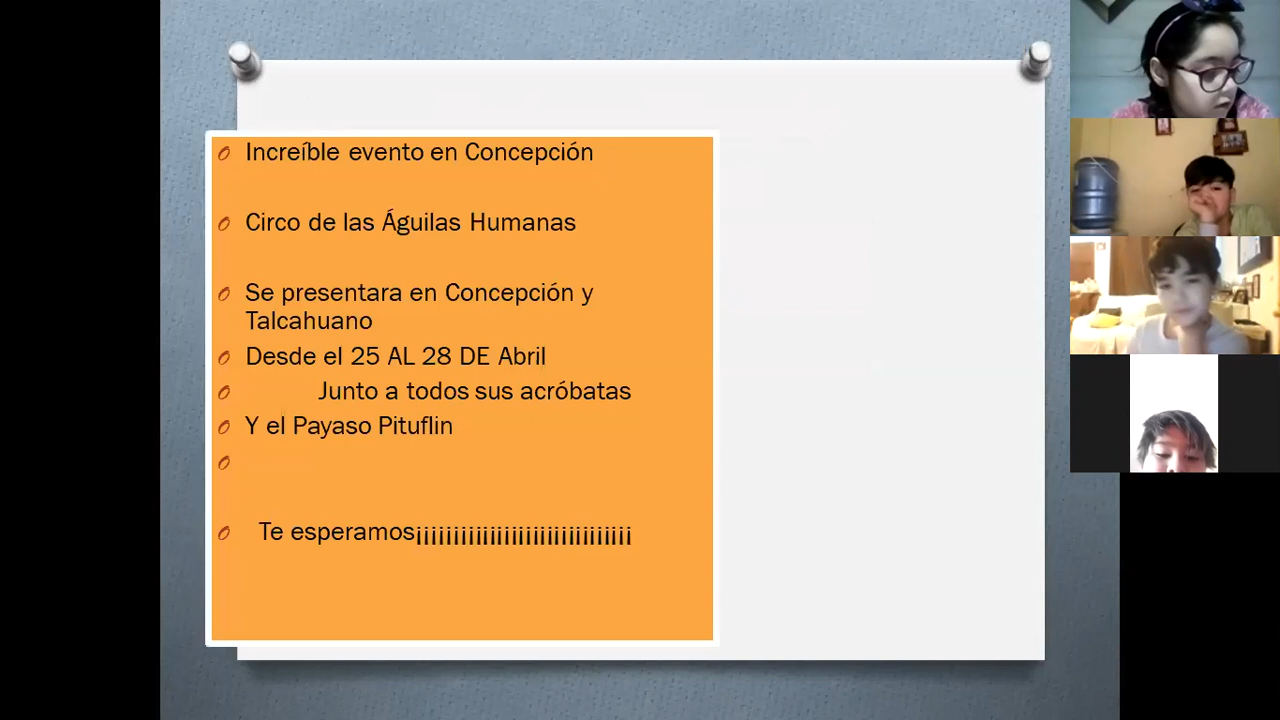 Increíble evento en Concepción
Circo de las Águilas Humanas
Se presentara en Concepción y
Talcahuano
Desde el 25 AL 28 DE Abril
Junto a todos sus acróbatas
Y el Payaso Pituflin
Te esperamos¡¡¡¡¡¡¡¡¡¡¡¡¡¡¡¡¡¡¡¡¡¡¡¡¡¡¡¡¡